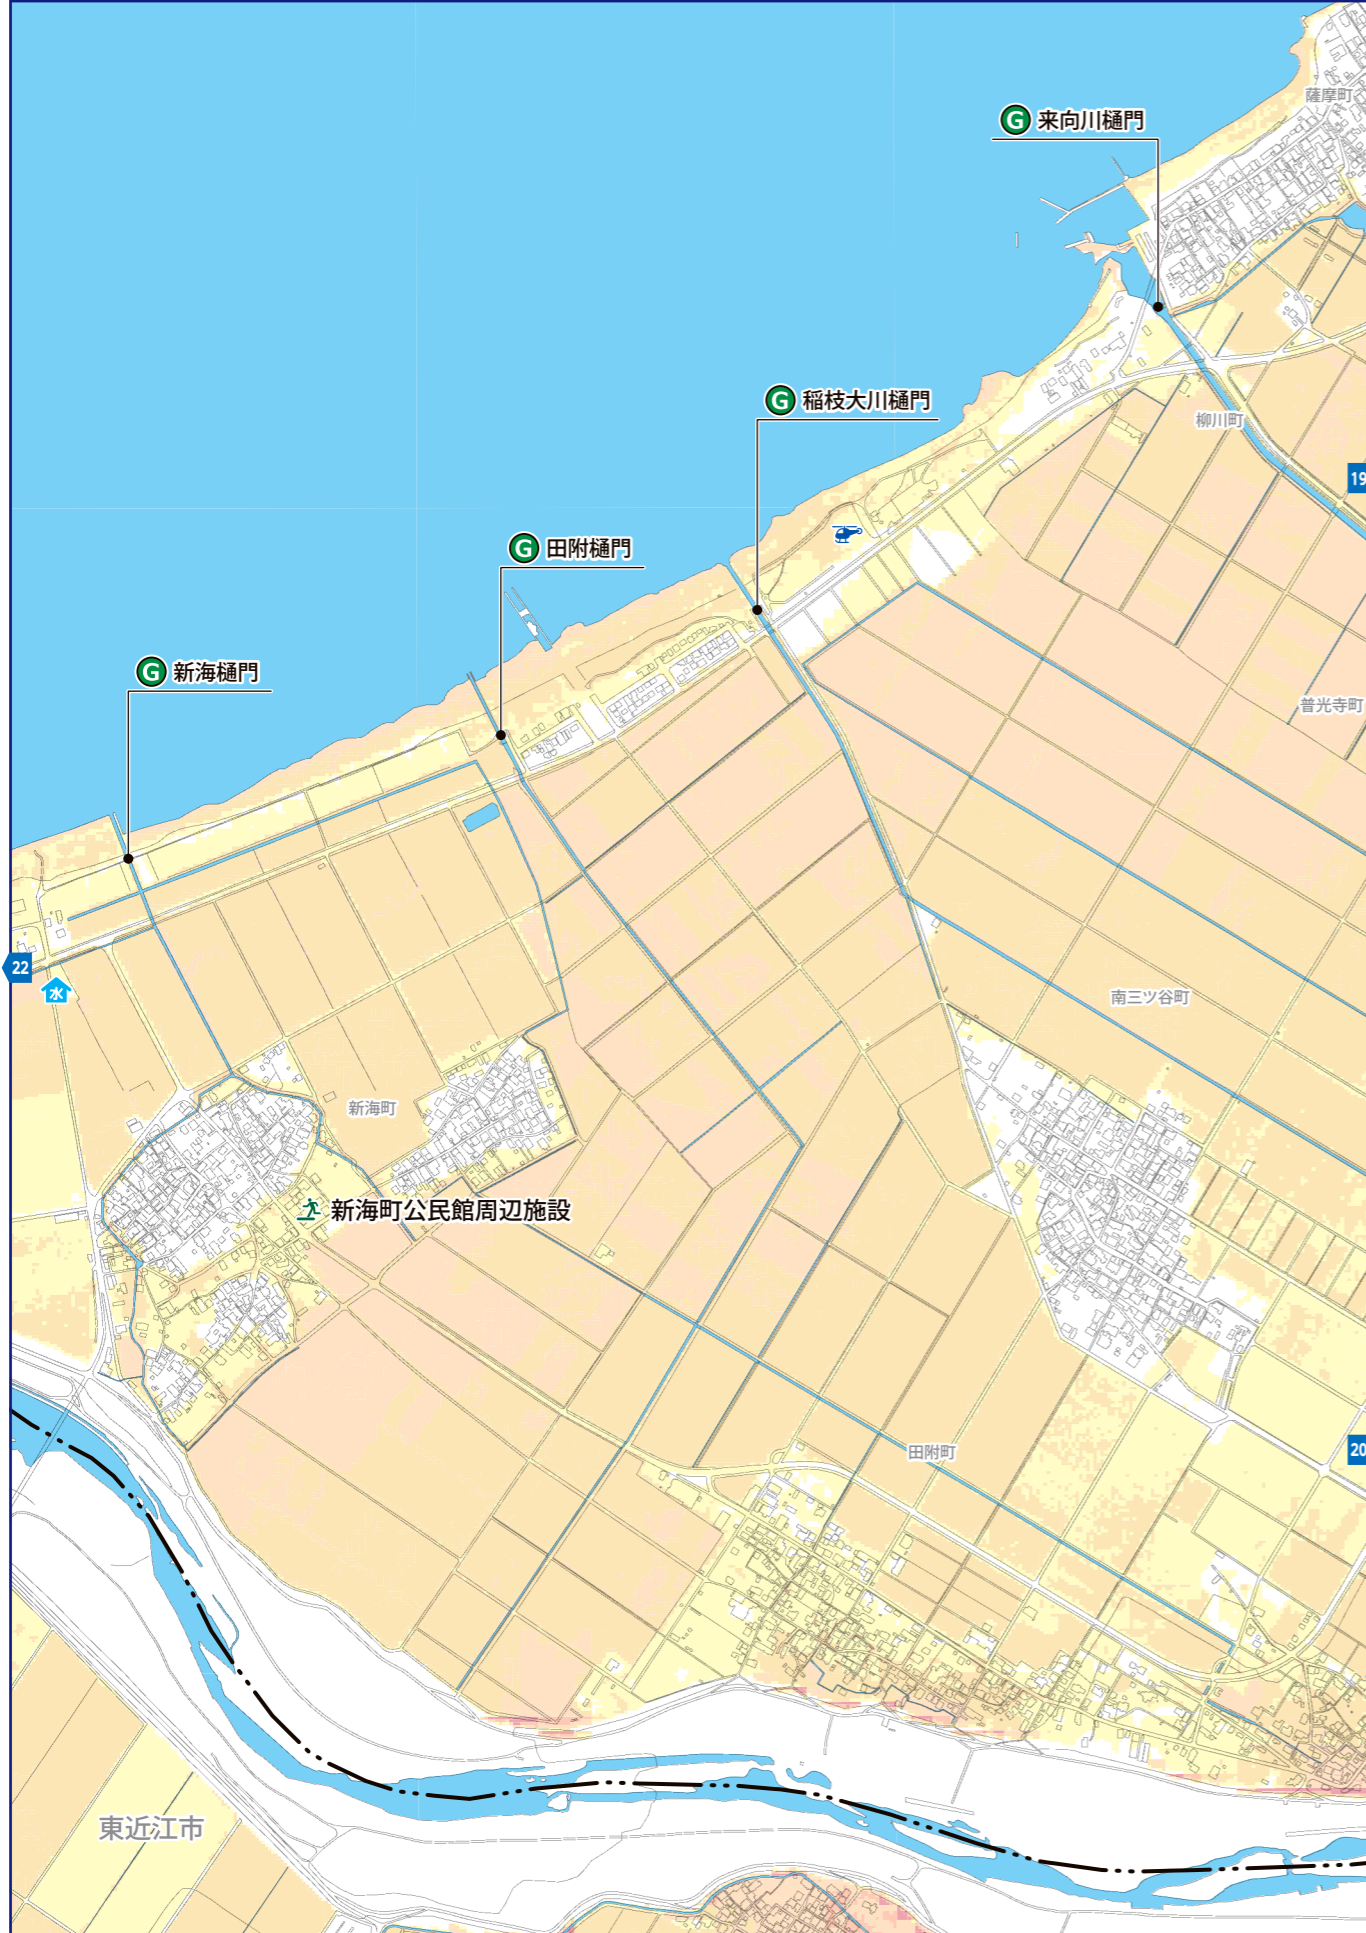 薩摩町
G 来向川樋門
G 稲枝大川樋門
柳川町
19
G 田附樋門
G 新海樋門
普光寺町
22
水
南三ツ谷町
新海町
新海町公民館周辺施設
田附町
20
東近江市